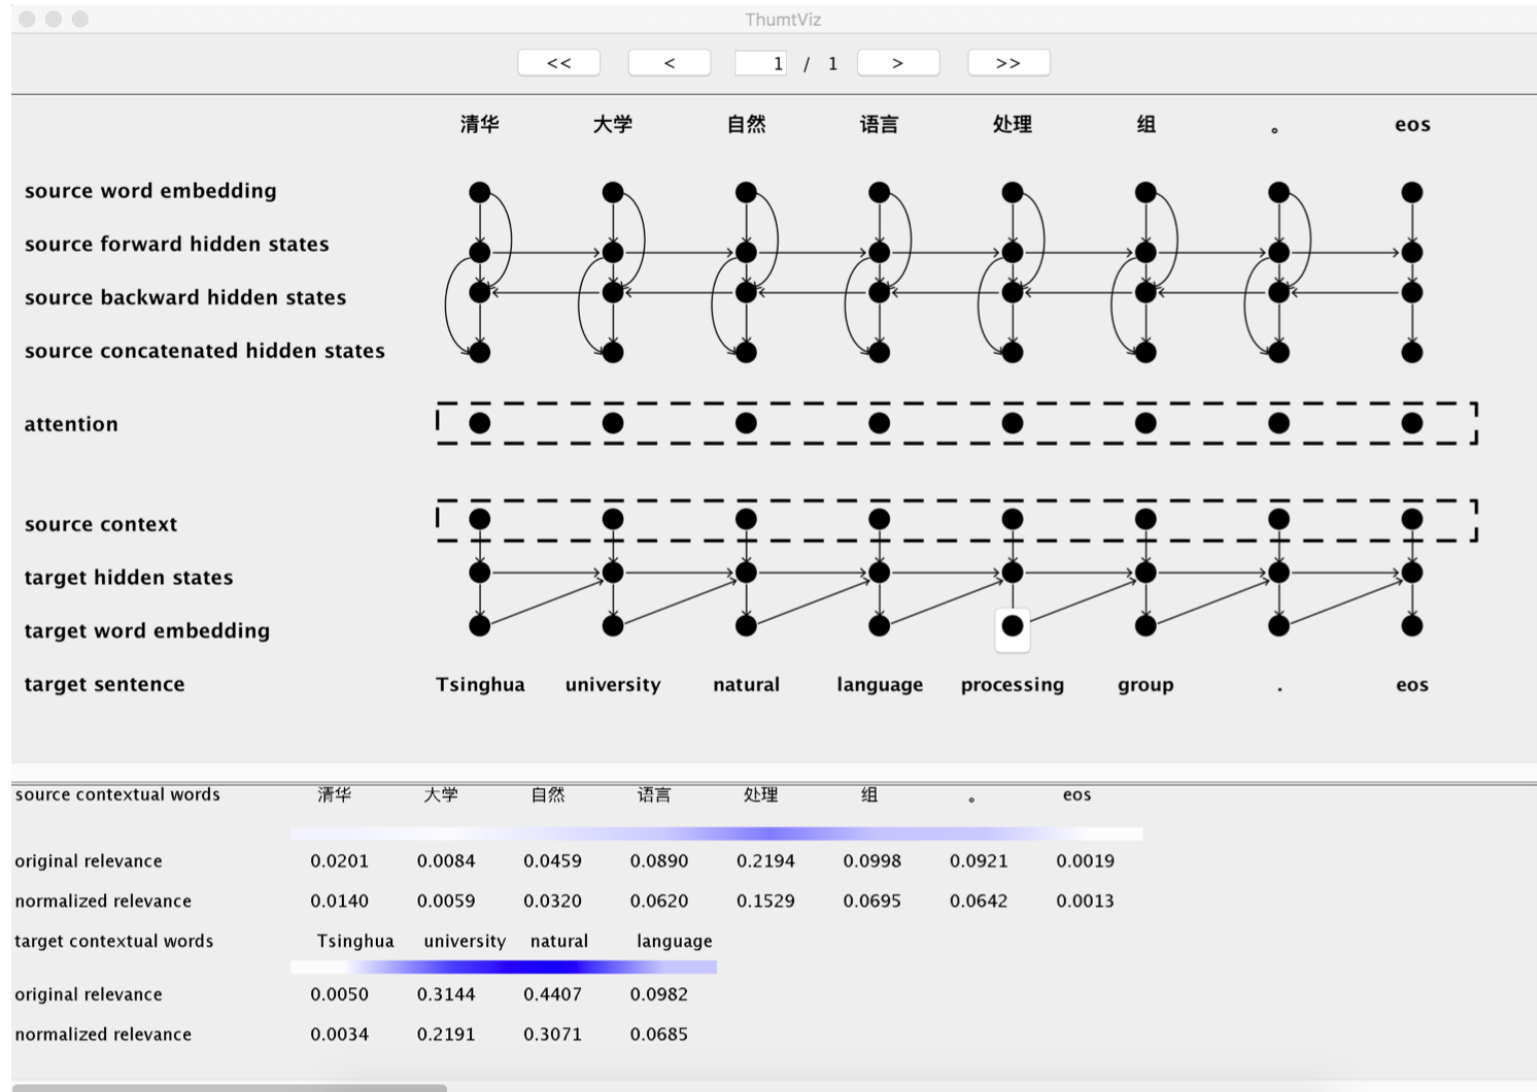 ThumtViz
<< < 1 / 1 > >>
清华 大学 自然 语言 处理 组 。 eos
source word embedding
source forward hidden states
source backward hidden states
source concatenated hidden states
attention
source context
target hidden states
target word embedding
target sentence Tsinghua university natural language processing group . eos
source contextual words 清华 大学 自然 语言 处理 组 。 eos
original relevance 0.0201 0.0084 0.0459 0.0890 0.2194 0.0998 0.0921 0.0019
normalized relevance 0.0140 0.0059 0.0320 0.0620 0.1529 0.0695 0.0642 0.0013
target contextual words Tsinghua university natural language
original relevance 0.0050 0.3144 0.4407 0.0982
normalized relevance 0.0034 0.2191 0.3071 0.0685